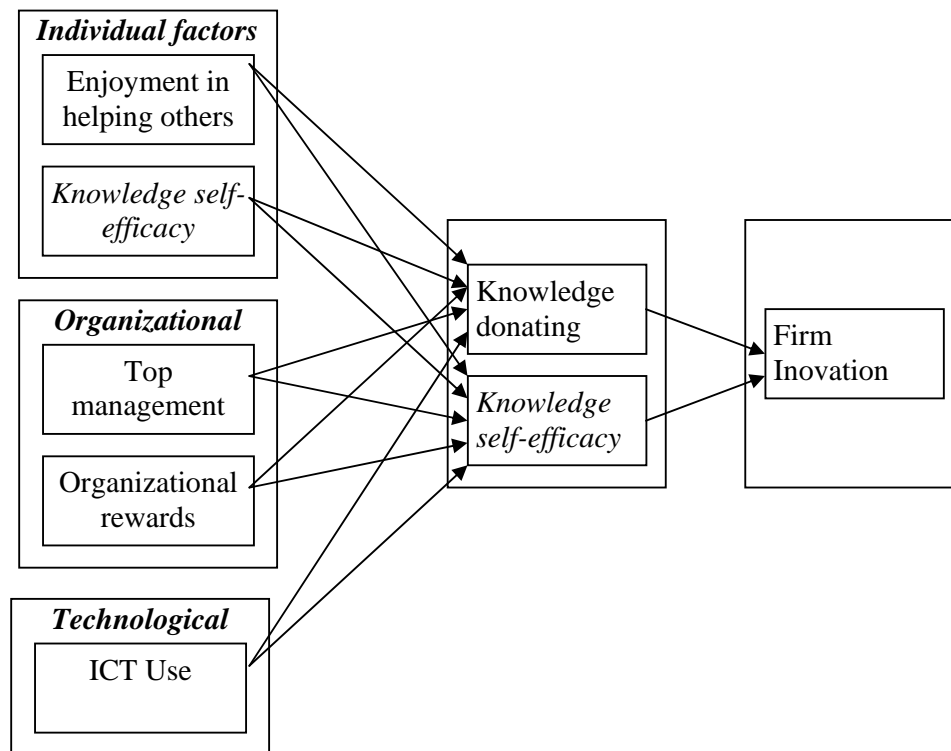 Individual factors
Enjoyment in
helping others
Knowledge self-
efficacy
Organizational
Top
management
Organizational
rewards
Technological
ICT Use
Knowledge
donating
Knowledge
self-efficacy
Firm
Inovation